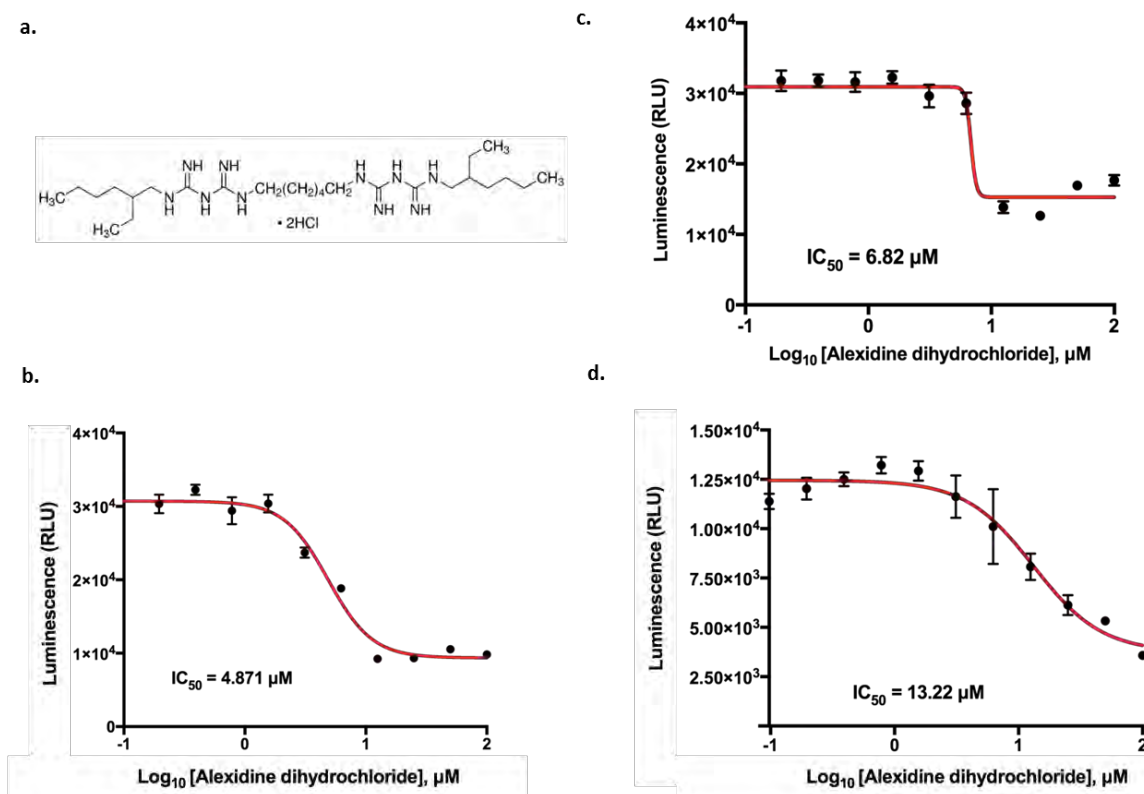 a.
NH NH
H₃C N N N CH₂(CH₂)₄CH₂ N N N CH₃
H H H H H H
H₃C NH NH CH₃
• 2HCl
b.
4×10⁴
3×10⁴
2×10⁴
1×10⁴
0
Luminescence (RLU)
IC₅₀ = 4.871 µM
-1 0 1 2
Log₁₀ [Alexidine dihydrochloride], µM
c.
4×10⁴
3×10⁴
2×10⁴
1×10⁴
0
Luminescence (RLU)
IC₅₀ = 6.82 µM
-1 0 1 2
Log₁₀ [Alexidine dihydrochloride], µM
d.
1.50×10⁴
1.25×10⁴
1.00×10⁴
7.50×10³
5.00×10³
2.50×10³
Luminescence (RLU)
IC₅₀ = 13.22 µM
-1 0 1 2
Log₁₀ [Alexidine dihydrochloride], µM